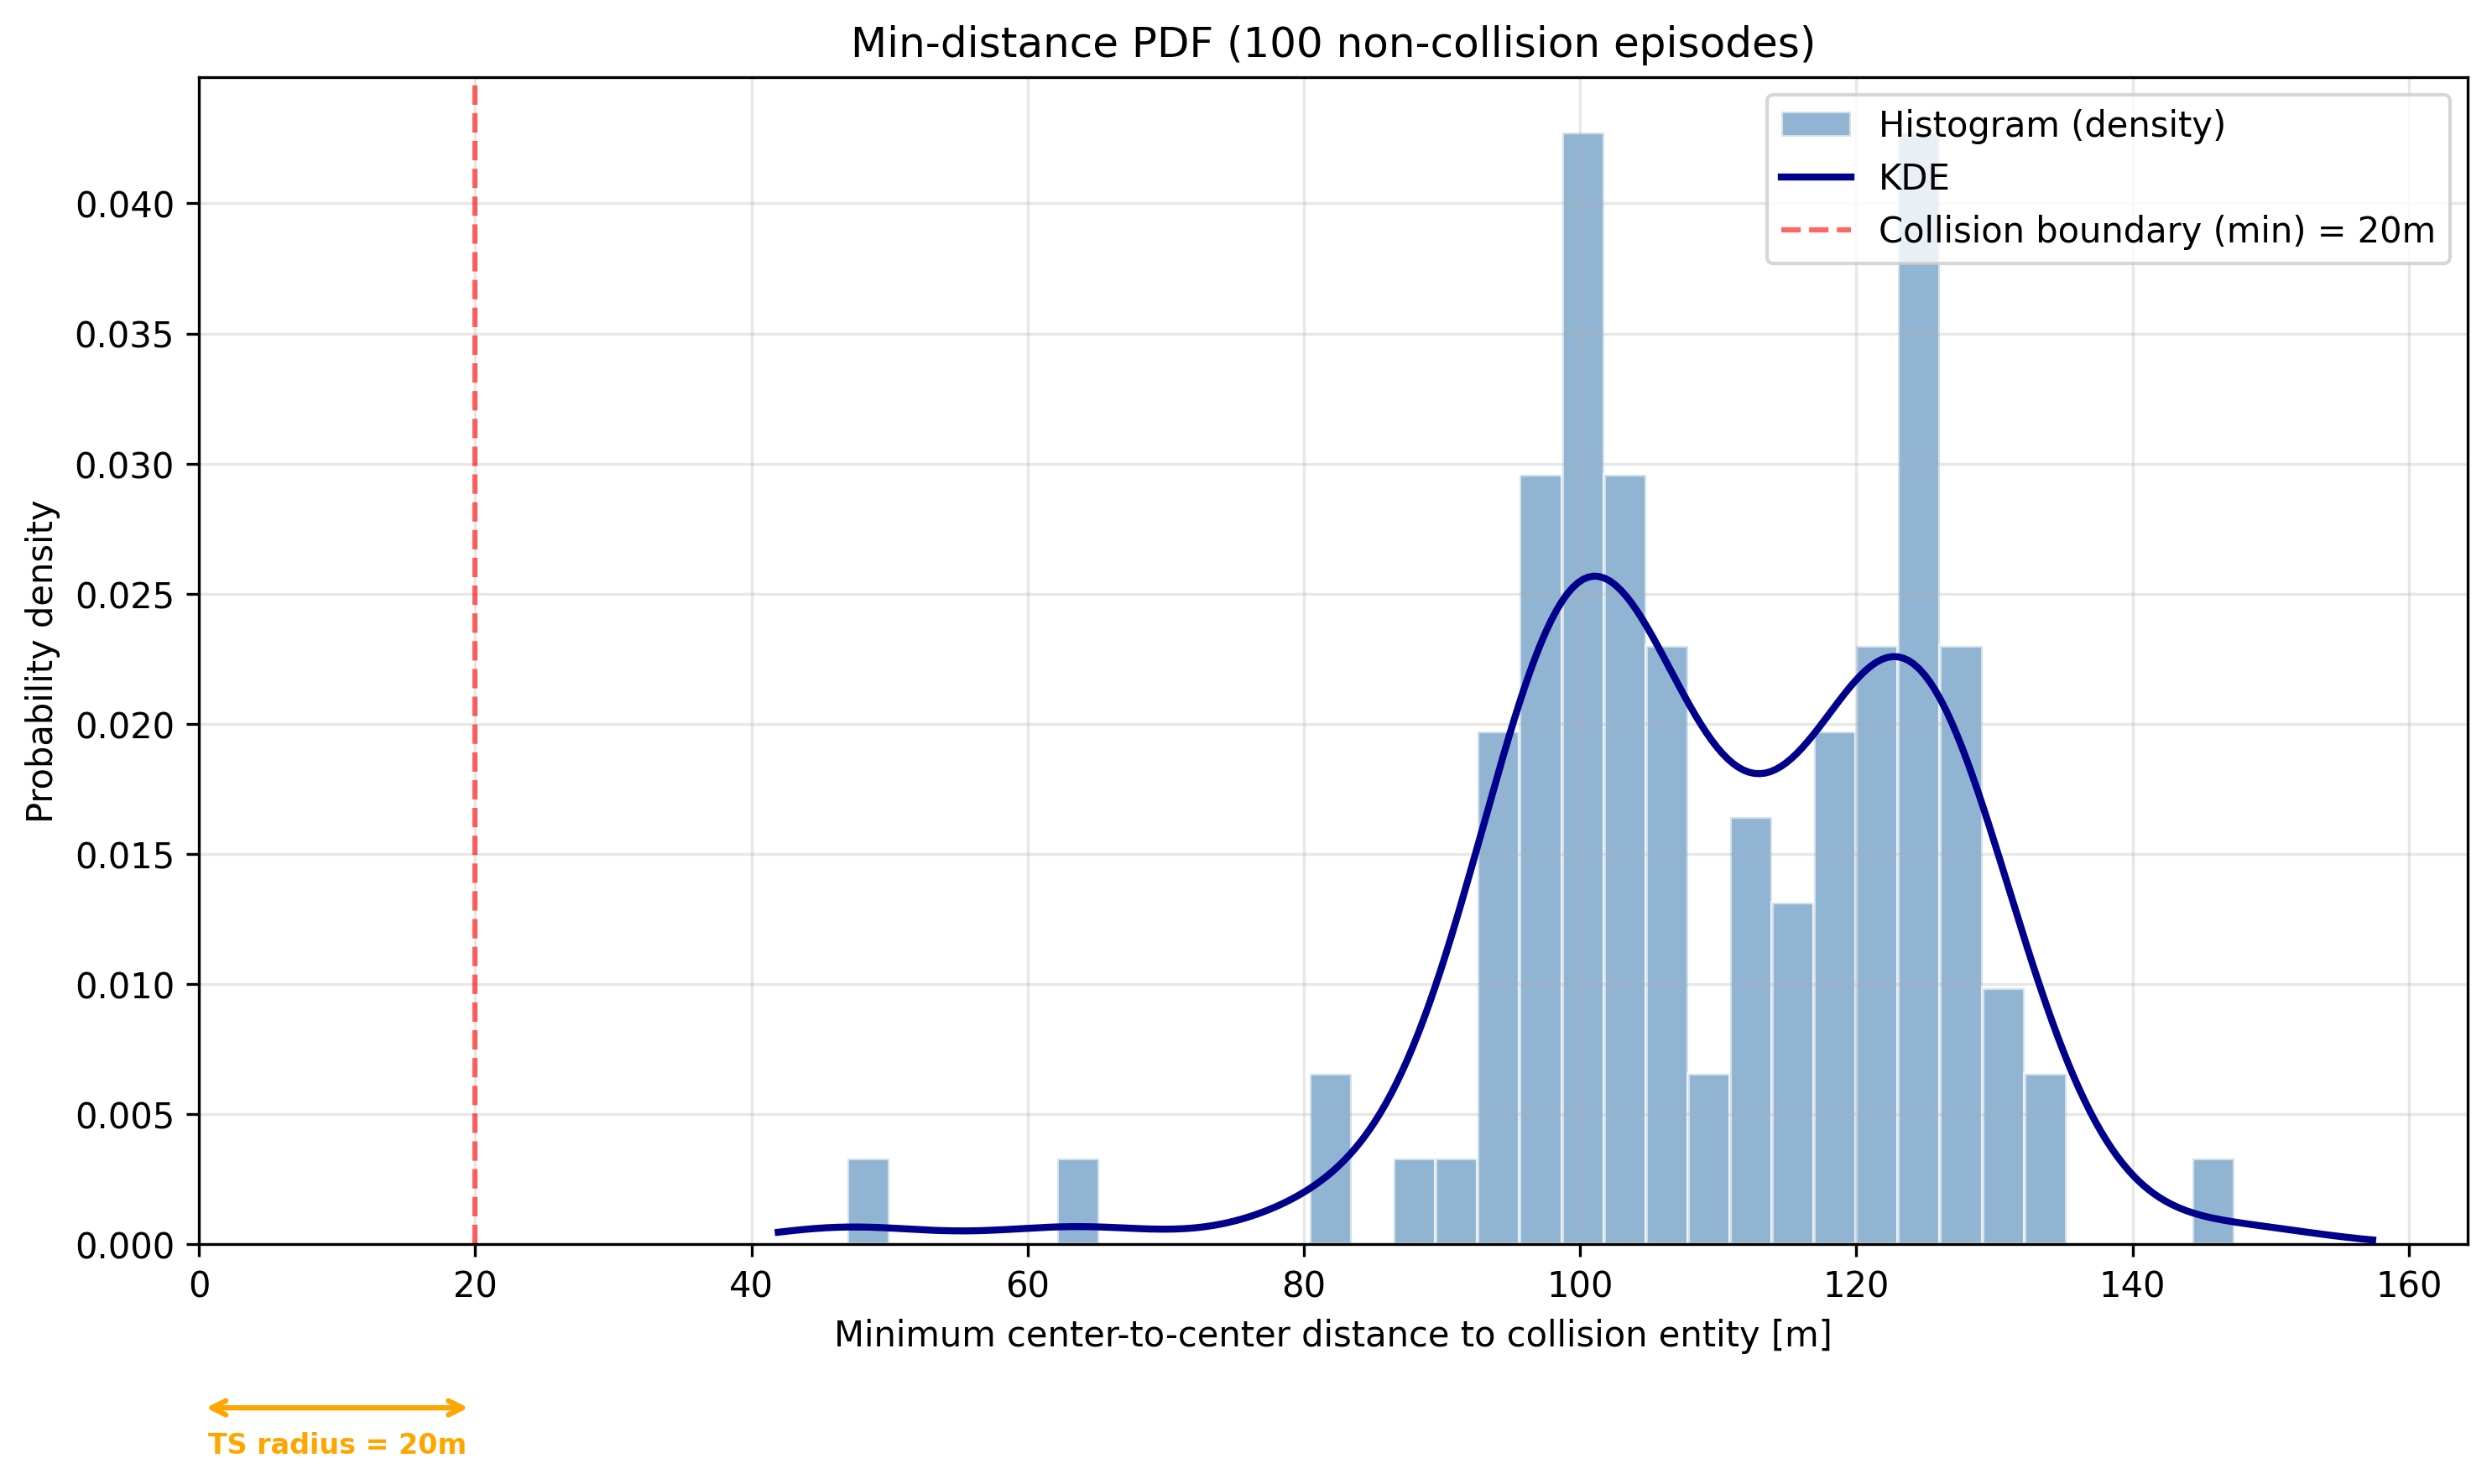 Min-distance PDF (100 non-collision episodes)
Histogram (density)
KDE
Collision boundary (min) = 20m
Probability density
0.040
0.035
0.030
0.025
0.020
0.015
0.010
0.005
0.000
0 20 40 60 80 100 120 140 160
Minimum center-to-center distance to collision entity [m]
TS radius = 20m